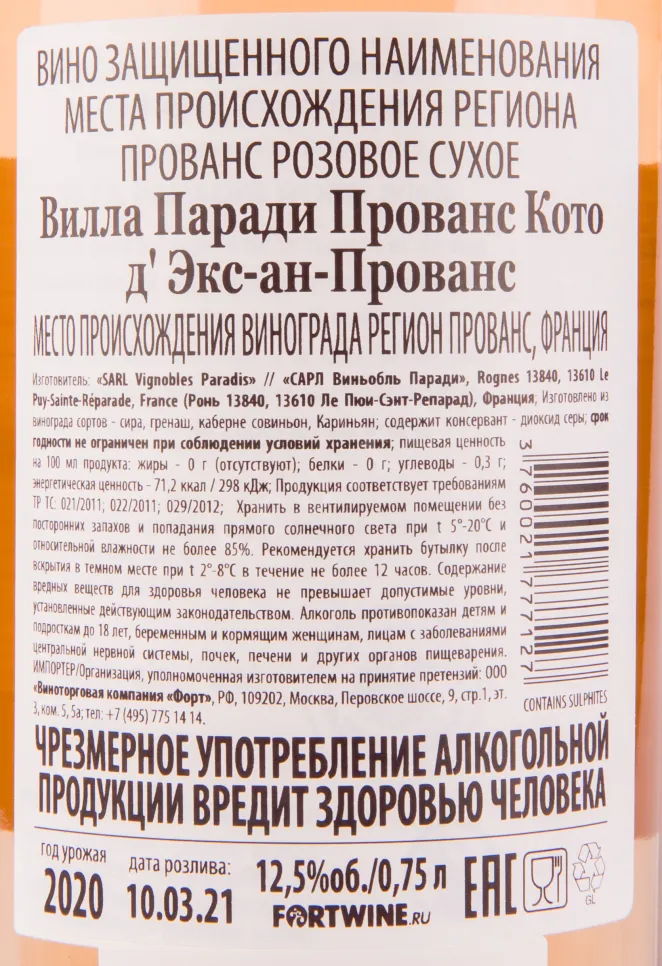 ВИНО ЗАЩИЩЕННОГО НАИМЕНОВАНИЯ
МЕСТА ПРОИСХОЖДЕНИЯ РЕГИОНА
ПРОВАНС РОЗОВОЕ СУХОЕ
Вилла Паради Прованс Кото
д' Экс-ан-Прованс
МЕСТО ПРОИСХОЖДЕНИЯ ВИНОГРАДА РЕГИОН ПРОВАНС, ФРАНЦИЯ
Изготовитель: «SARL Vignobles Paradis» // «САРЛ Виньобль Паради», Rognes 13840, 13610 Le
Puy-Sainte-Réparade, France (Ронь 13840, 13610 Ле Пюи-Сэнт-Репарад), Франция; Изготовлено из
винограда сортов - сира, гренаш, каберне совиньон, Кариньян; содержит консервант - диоксид серы; срок
годности не ограничен при соблюдении условий хранения; пищевая ценность
на 100 мл продукта: жиры - 0 г (отсутствуют); белки - 0 г; углеводы - 0,3 г;
энергетическая ценность - 71,2 ккал / 298 кДж; Продукция соответствует требованиям
ТР ТС: 021/2011; 022/2011; 029/2012; Хранить в вентилируемом помещении без
посторонних запахов и попадания прямого солнечного света при t 5°-20°C и
относительной влажности не более 85%. Рекомендуется хранить бутылку после
вскрытия в темном месте при t 2°-8°C в течение не более 12 часов. Содержание
вредных веществ для здоровья человека не превышает допустимые уровни,
установленные действующим законодательством. Алкоголь противопоказан детям и
подросткам до 18 лет, беременным и кормящим женщинам, лицам с заболеваниями
центральной нервной системы, почек, печени и других органов пищеварения.
ИМПОРТЕР/Организация, уполномоченная изготовителем на принятие претензий: ООО
«Виноторговая компания «Форт», РФ, 109202, Москва, Перовское шоссе, 9, стр.1, эт.
3, ком. 5, 5а; тел: +7 (495) 775 14 14.
3 760021 777127
CONTAINS SULPHITES
ЧРЕЗМЕРНОЕ УПОТРЕБЛЕНИЕ АЛКОГОЛЬНОЙ
ПРОДУКЦИИ ВРЕДИТ ЗДОРОВЬЮ ЧЕЛОВЕКА
год урожая
2020
дата розлива:
10.03.21
12,5%об./0,75 л
FORTWINE.RU
EAC
GL